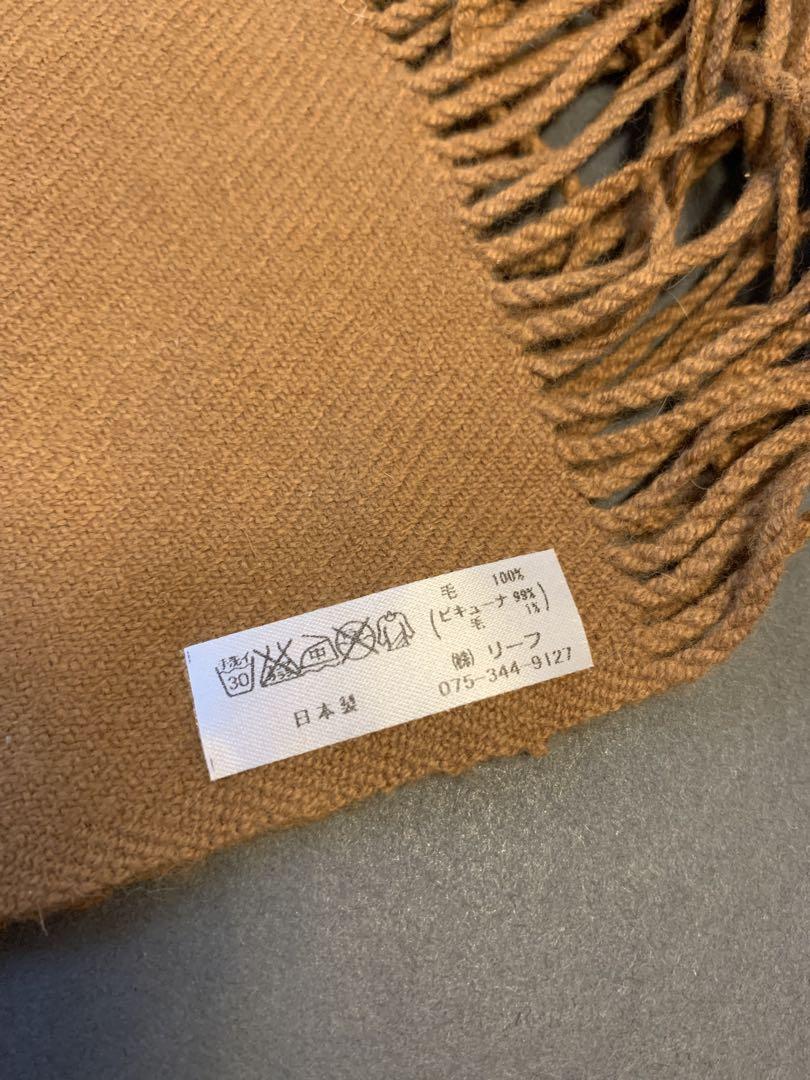 毛 100%
(ビキューナ 99%
毛 1%)
手洗イ
30
中
(株) リーフ
075-344-9127
日本製